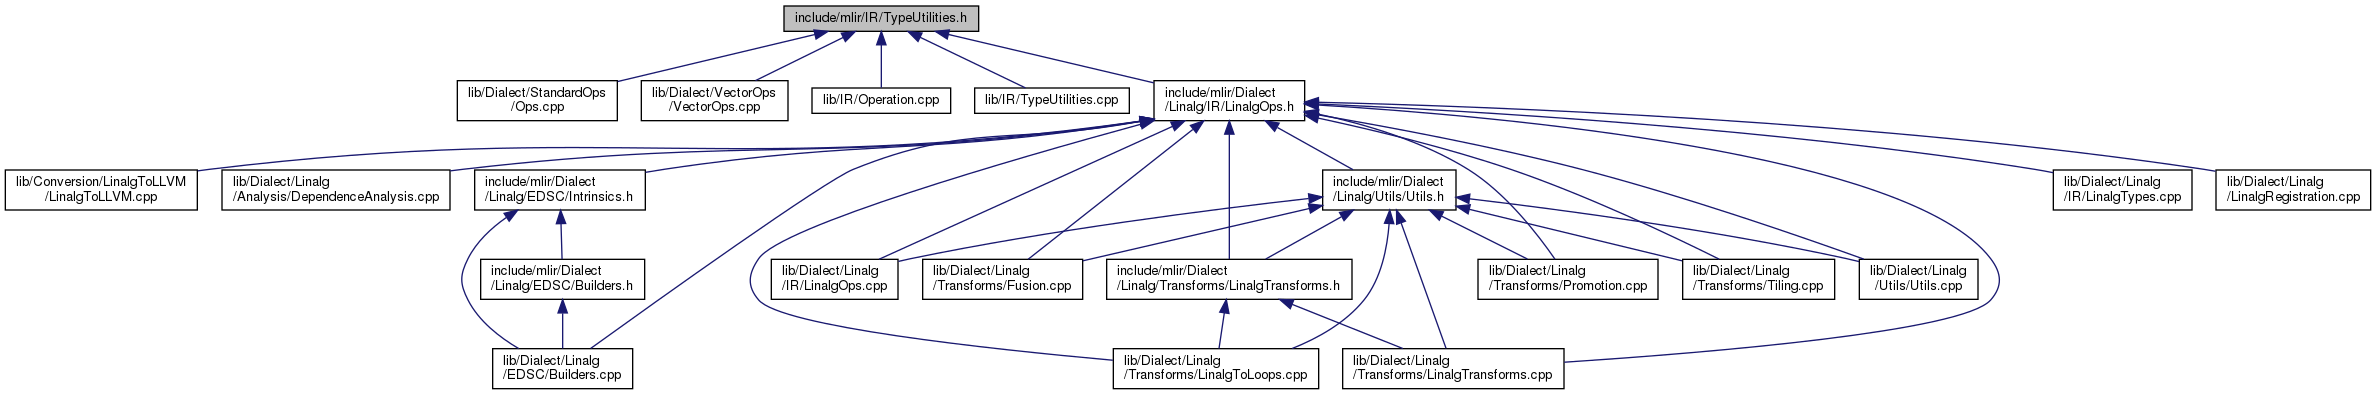 include/mlir/IR/TypeUtilities.h
lib/Dialect/StandardOps
/Ops.cpp
lib/Dialect/VectorOps
/VectorOps.cpp
lib/IR/Operation.cpp
lib/IR/TypeUtilities.cpp
include/mlir/Dialect
/Linalg/IR/LinalgOps.h
lib/Conversion/LinalgToLLVM
/LinalgToLLVM.cpp
lib/Dialect/Linalg
/Analysis/DependenceAnalysis.cpp
include/mlir/Dialect
/Linalg/EDSC/Intrinsics.h
include/mlir/Dialect
/Linalg/Utils/Utils.h
lib/Dialect/Linalg
/IR/LinalgTypes.cpp
lib/Dialect/Linalg
/LinalgRegistration.cpp
include/mlir/Dialect
/Linalg/EDSC/Builders.h
lib/Dialect/Linalg
/IR/LinalgOps.cpp
lib/Dialect/Linalg
/Transforms/Fusion.cpp
include/mlir/Dialect
/Linalg/Transforms/LinalgTransforms.h
lib/Dialect/Linalg
/Transforms/Promotion.cpp
lib/Dialect/Linalg
/Transforms/Tiling.cpp
lib/Dialect/Linalg
/Utils/Utils.cpp
lib/Dialect/Linalg
/EDSC/Builders.cpp
lib/Dialect/Linalg
/Transforms/LinalgToLoops.cpp
lib/Dialect/Linalg
/Transforms/LinalgTransforms.cpp